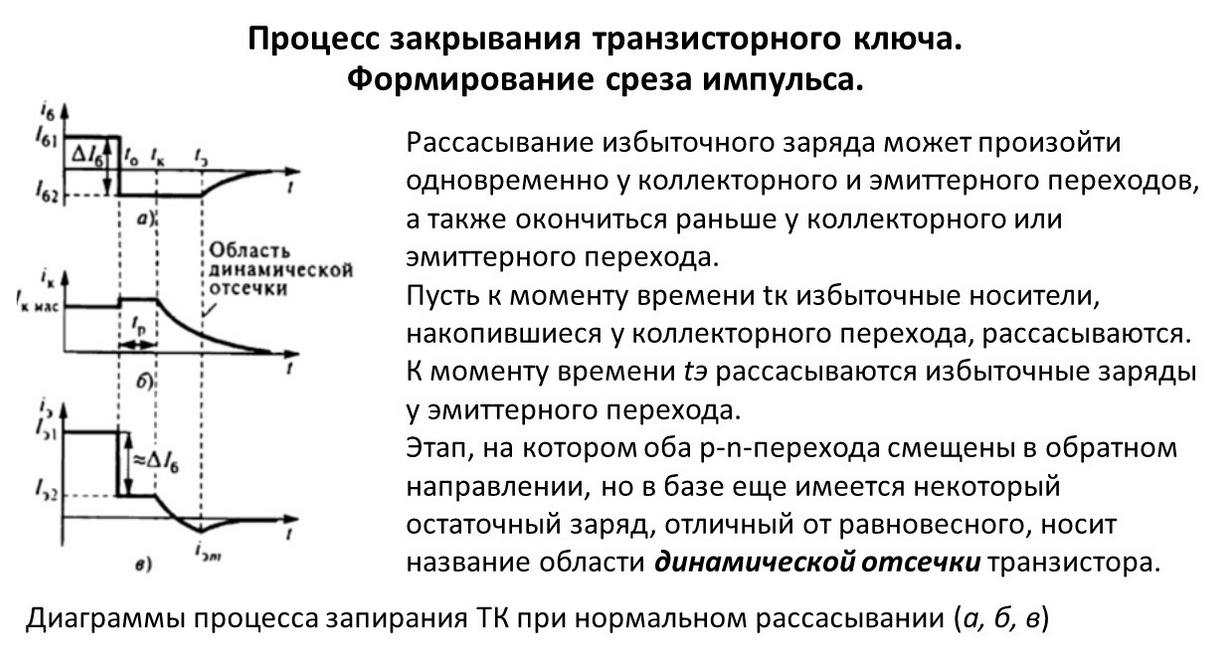 Процесс закрывания транзисторного ключа.
Формирование среза импульса.
iб
Iб1
ΔIб
t0 tк tэ
t
Iб2
а)
Область
динамической
отсечки
iк
Iк нас
tр
t
б)
iэ
Iэ1
≈ΔIб
Iэ2
t
iэm
в)
Рассасывание избыточного заряда может произойти
одновременно у коллекторного и эмиттерного переходов,
а также окончиться раньше у коллекторного или
эмиттерного перехода.
Пусть к моменту времени tк избыточные носители,
накопившиеся у коллекторного перехода, рассасываются.
К моменту времени tэ рассасываются избыточные заряды
у эмиттерного перехода.
Этап, на котором оба p-n-перехода смещены в обратном
направлении, но в базе еще имеется некоторый
остаточный заряд, отличный от равновесного, носит
название области динамической отсечки транзистора.
Диаграммы процесса запирания ТК при нормальном рассасывании (а, б, в)